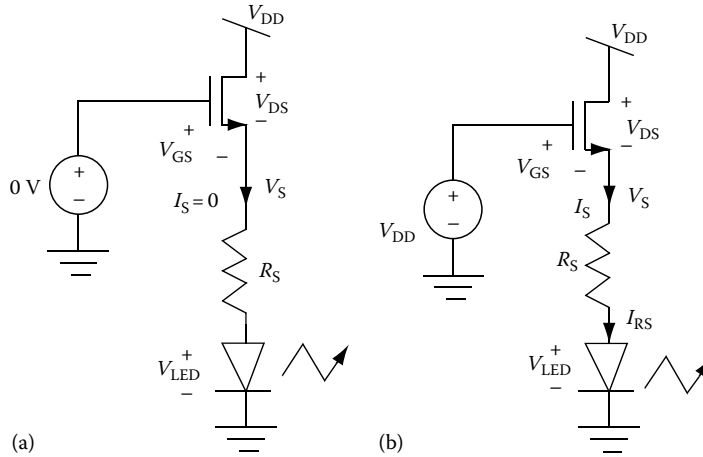 V_DD
+
V_DS
−
+
V_GS
−
0 V
+
−
I_S = 0
V_S
R_S
+
V_LED
−
(a)
V_DD
+
V_DS
−
+
V_GS
−
V_DD
+
−
I_S
V_S
R_S
I_RS
+
V_LED
−
(b)